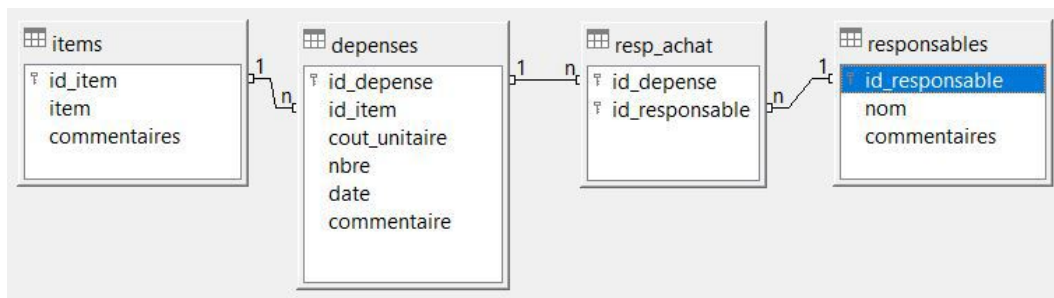 items
id_item
item
commentaires
1
n
depenses
id_depense
id_item
cout_unitaire
nbre
date
commentaire
1
n
resp_achat
id_depense
id_responsable
n
1
responsables
id_responsable
nom
commentaires